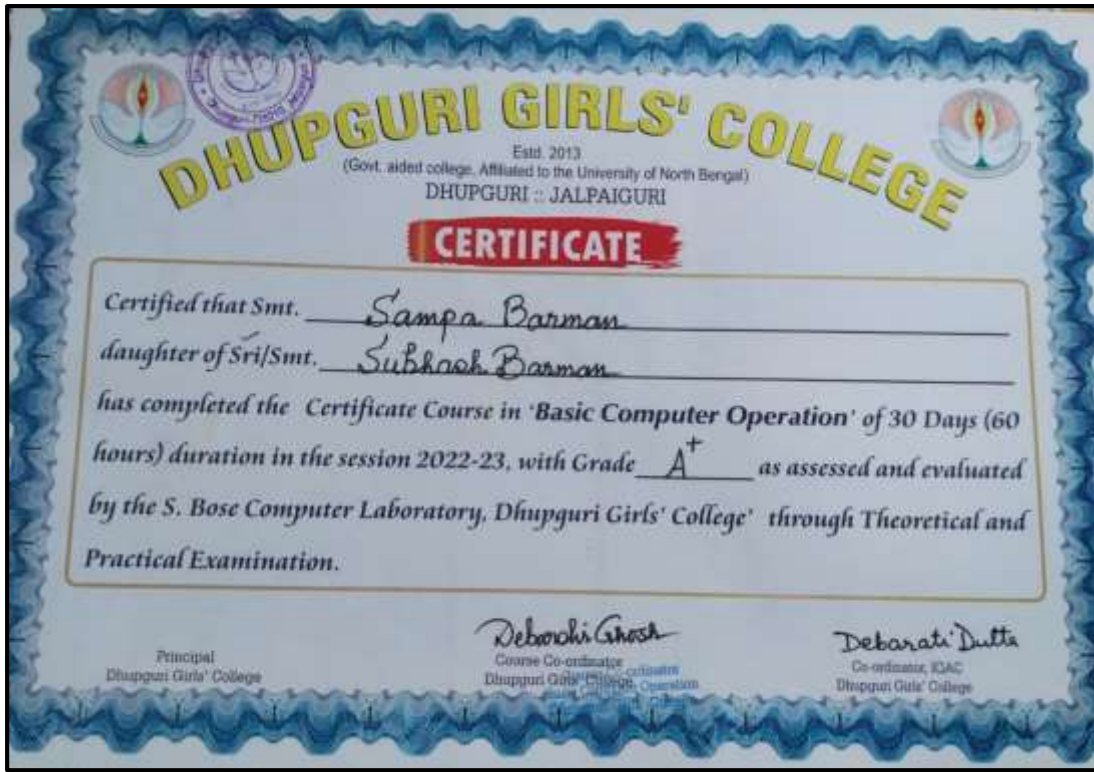 DHUPGURI GIRLS' COLLEGE
Estd. 2013
(Govt. aided college, Affiliated to the University of North Bengal)
DHUPGURI :: JALPAIGURI
CERTIFICATE
Certified that Smt. Sampa Barman
daughter of Sri/Smt. Subhash Barman
has completed the Certificate Course in 'Basic Computer Operation' of 30 Days (60
hours) duration in the session 2022-23, with Grade A+ as assessed and evaluated
by the S. Bose Computer Laboratory, Dhupguri Girls' College' through Theoretical and
Practical Examination.
Principal
Dhupguri Girls' College
Debarshi Ghosh
Course Co-ordinator
Dhupguri Girls' College
Debarati Dutta
Co-ordinator, IQAC
Dhupguri Girls' College